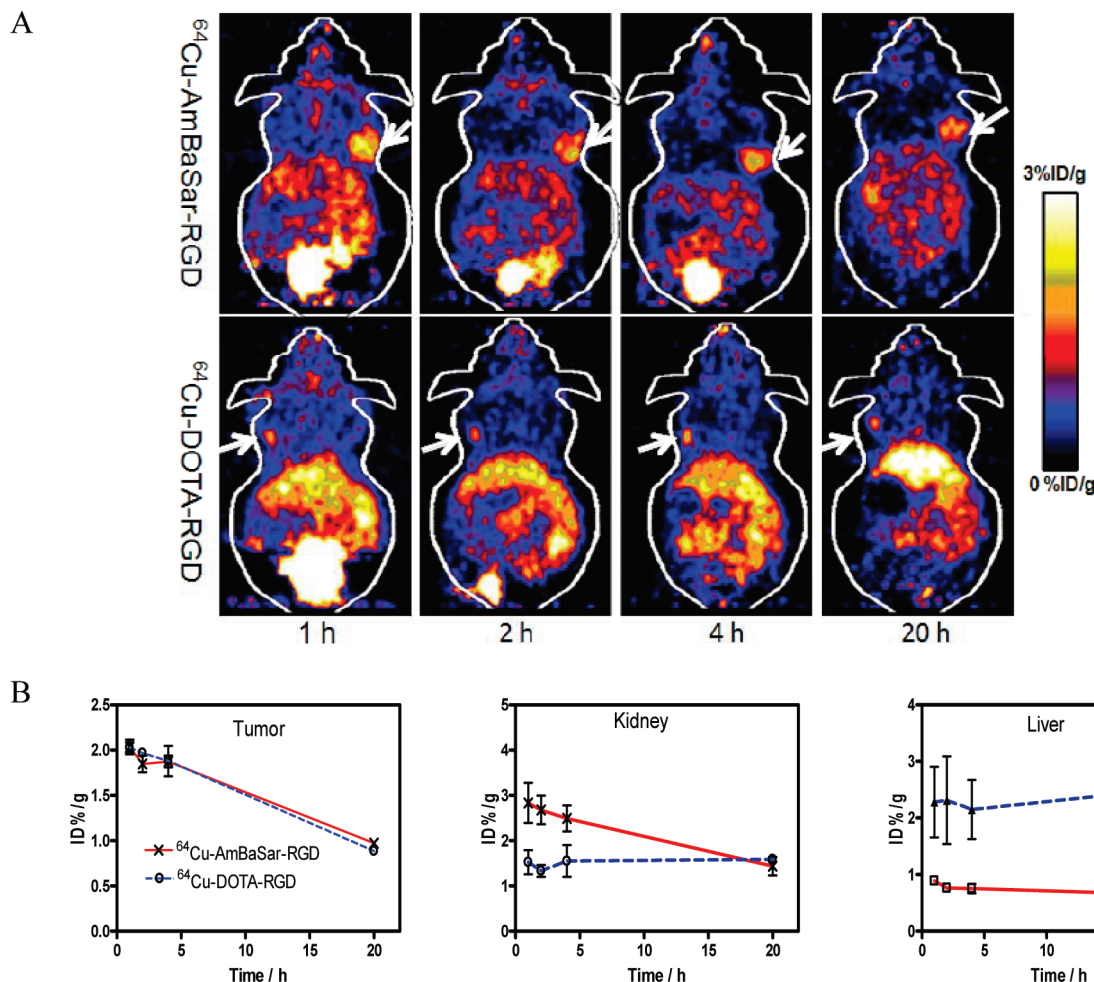 A
64Cu-AmBaSar-RGD
3%ID/g
0 %ID/g
64Cu-DOTA-RGD
1 h
2 h
4 h
20 h
B
Tumor
ID%/g
2.5
2.0
1.5
1.0
0.5
0.0
64Cu-AmBaSar-RGD
64Cu-DOTA-RGD
0 5 10 15 20
Time / h
Kidney
ID%/g
5
4
3
2
1
0
0 5 10 15 20
Time / h
Liver
ID%/g
4
3
2
1
0
0 5 10
Time / h